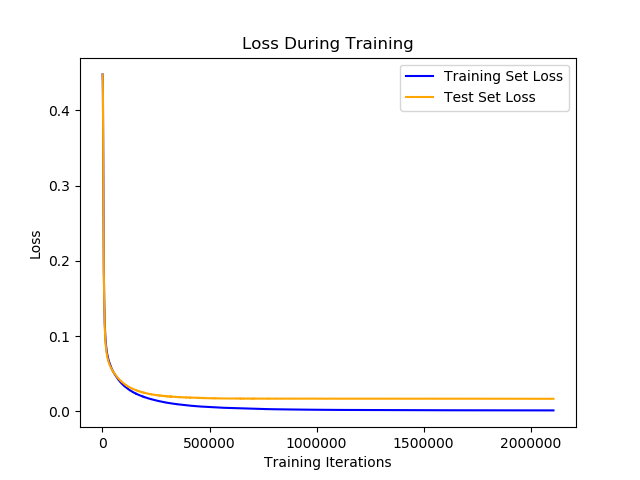 Loss During Training
Training Set Loss
Test Set Loss
Loss
0.4
0.3
0.2
0.1
0.0
0 500000 1000000 1500000 2000000
Training Iterations